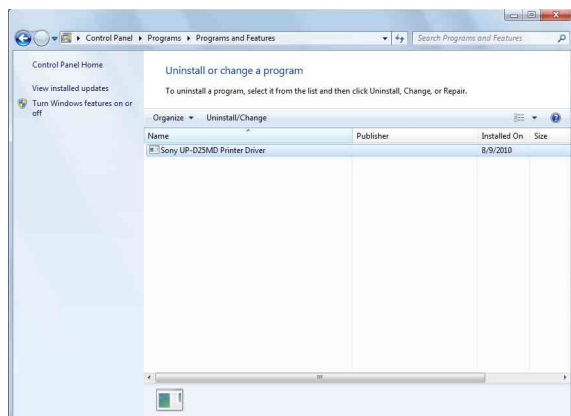 Control Panel ▸ Programs ▸ Programs and Features
Search Programs and Features
Control Panel Home
View installed updates
Turn Windows features on or
off
Uninstall or change a program
To uninstall a program, select it from the list and then click Uninstall, Change, or Repair.
Organize Uninstall/Change
Name Publisher Installed On Size
Sony UP-D25MD Printer Driver 8/9/2010